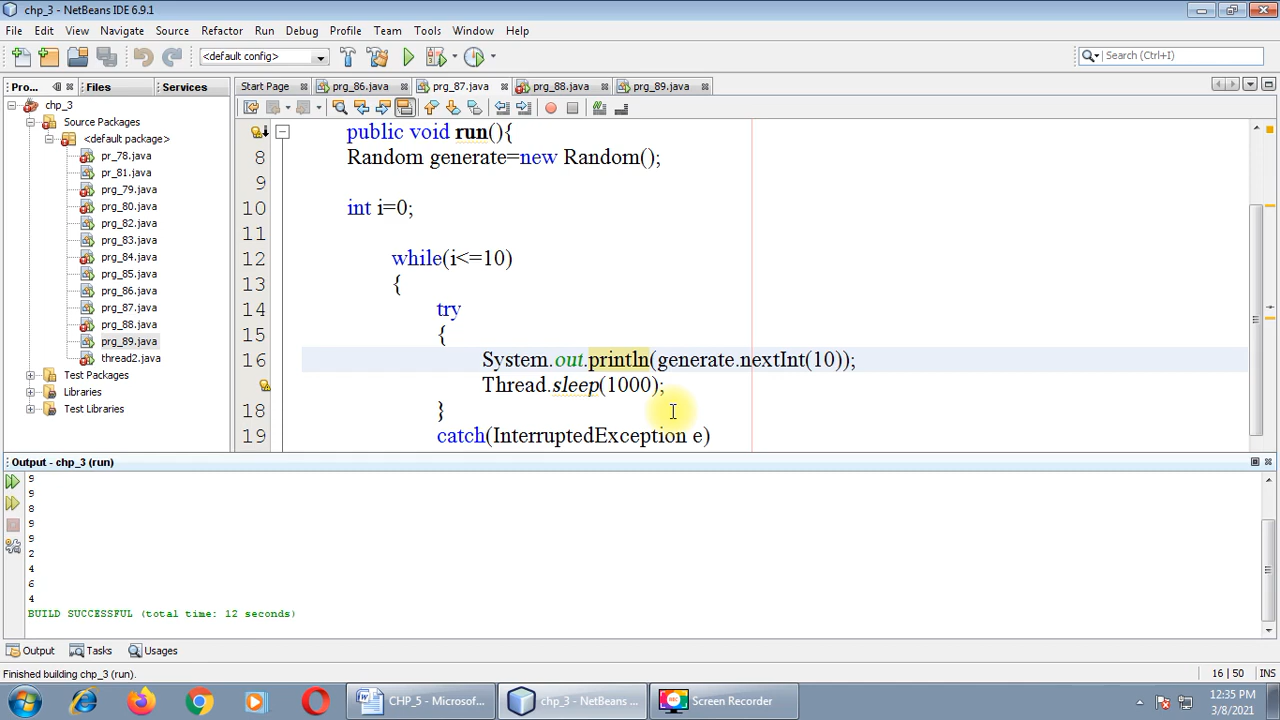 chp_3 - NetBeans IDE 6.9.1
File Edit View Navigate Source Refactor Run Debug Profile Team Tools Window Help
<default config>
Search (Ctrl+I)
Pro... Files Services
Start Page prg_86.java prg_87.java prg_88.java prg_89.java
chp_3
Source Packages
<default package>
pr_78.java
pr_81.java
prg_79.java
prg_80.java
prg_82.java
prg_83.java
prg_84.java
prg_85.java
prg_86.java
prg_87.java
prg_88.java
prg_89.java
thread2.java
Test Packages
Libraries
Test Libraries
public void run(){
8 Random generate=new Random();
9
10 int i=0;
11
12 while(i<=10)
13 {
14 try
15 {
16 System.out.println(generate.nextInt(10));
Thread.sleep(1000);
18 }
19 catch(InterruptedException e)
Output - chp_3 (run)
9
9
8
9
9
2
4
6
4
BUILD SUCCESSFUL (total time: 12 seconds)
Output Tasks Usages
Finished building chp_3 (run).
16 | 50 INS
CHP_5 - Microsof...
chp_3 - NetBeans ...
Screen Recorder
12:35 PM
3/8/2021